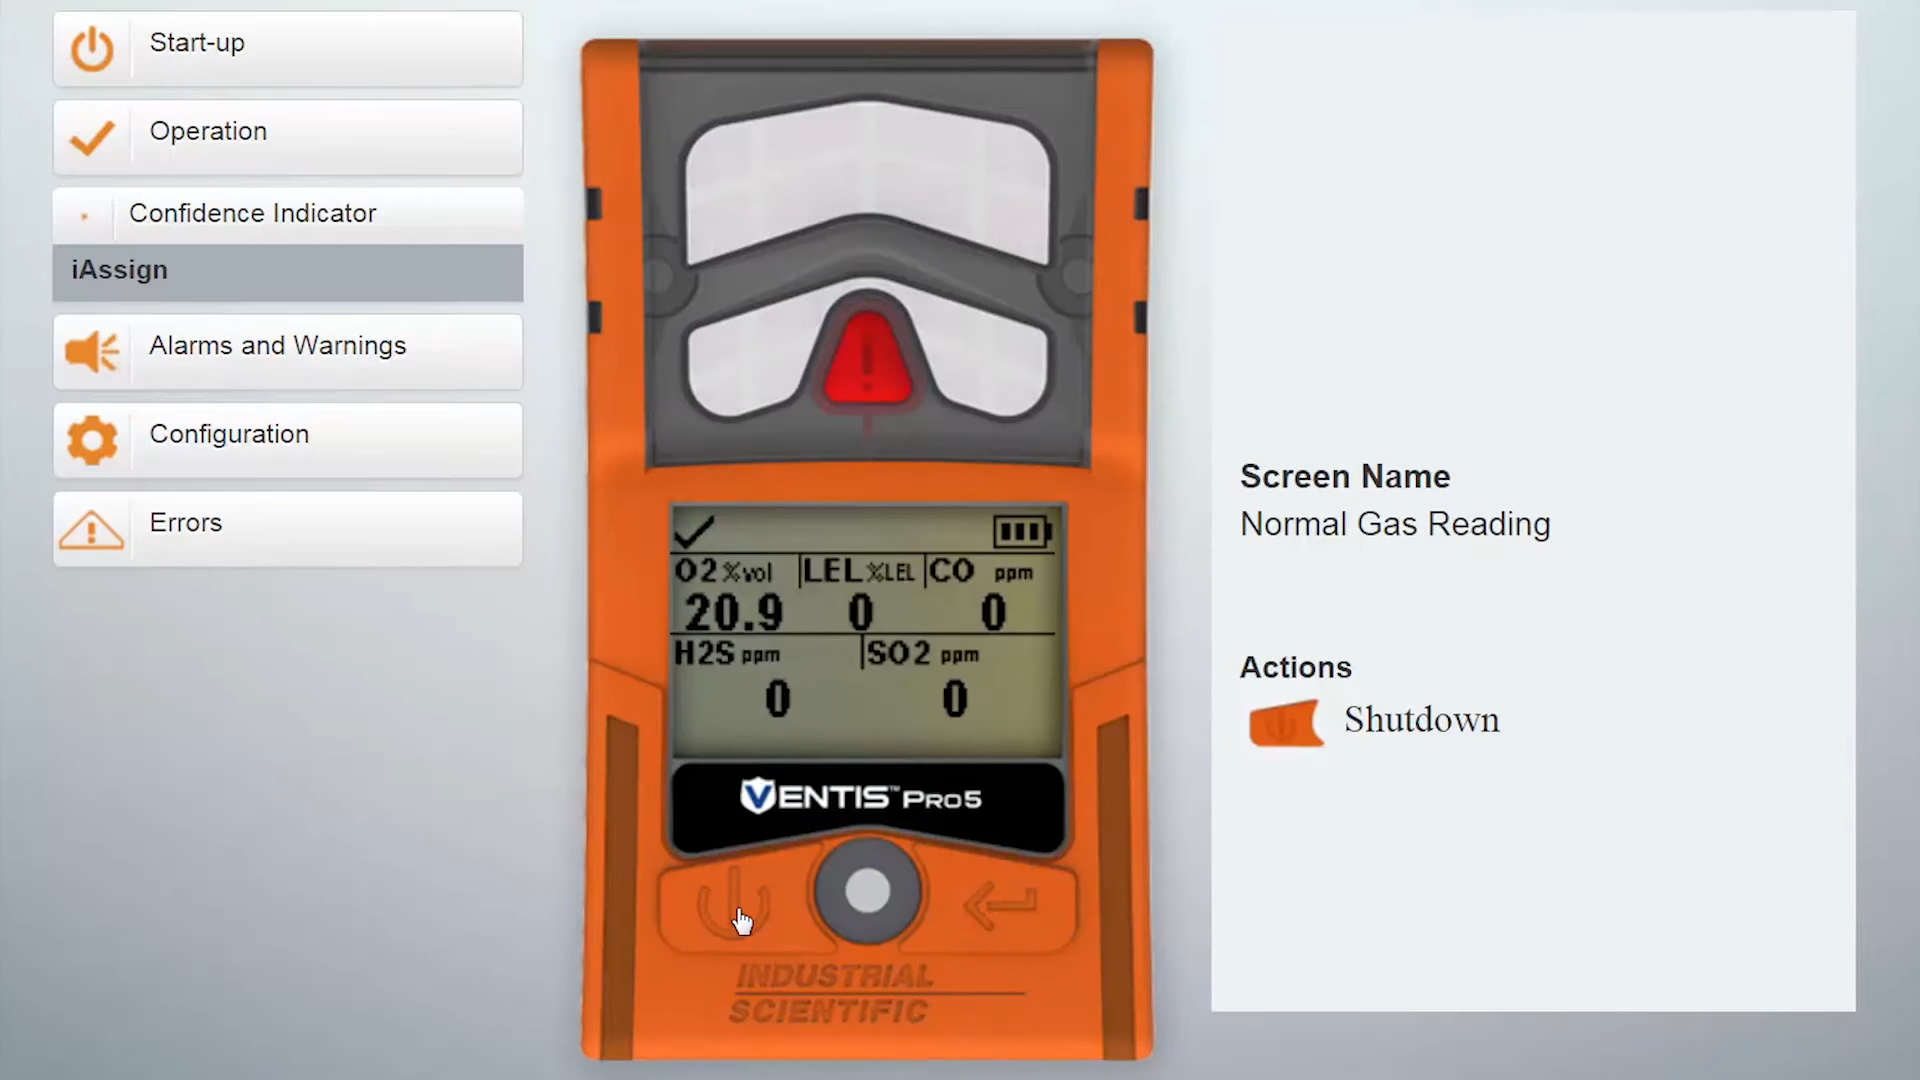 Start-up
Operation
Confidence Indicator
iAssign
Alarms and Warnings
Configuration
Errors
O2 %vol LEL %LEL CO ppm
20.9 0 0
H2S ppm SO2 ppm
0 0
VENTIS™ PRO5
INDUSTRIAL
SCIENTIFIC
Screen Name
Normal Gas Reading
Actions
Shutdown